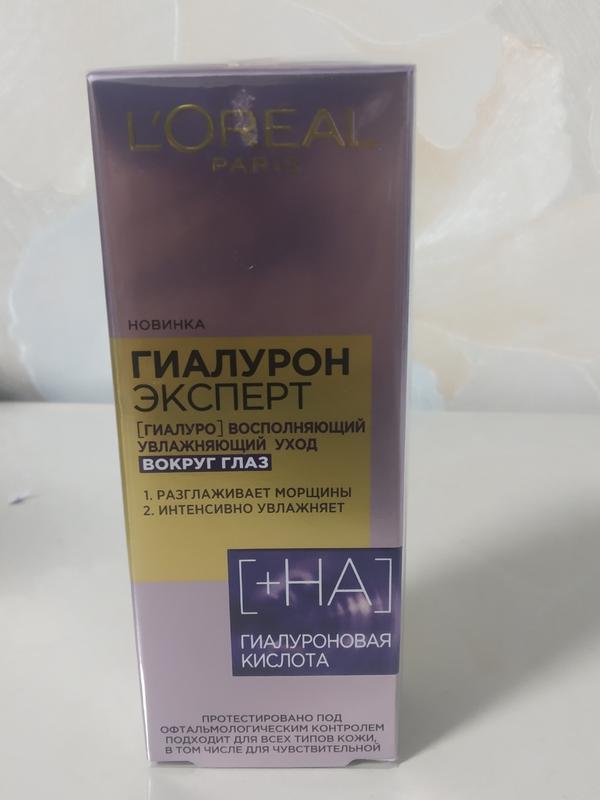 L'ORÉAL
PARIS
НОВИНКА
ГИАЛУРОН
ЭКСПЕРТ
[ГИАЛУРО] ВОСПОЛНЯЮЩИЙ
УВЛАЖНЯЮЩИЙ УХОД
ВОКРУГ ГЛАЗ
1. РАЗГЛАЖИВАЕТ МОРЩИНЫ
2. ИНТЕНСИВНО УВЛАЖНЯЕТ
[+HA]
ГИАЛУРОНОВАЯ
КИСЛОТА
ПРОТЕСТИРОВАНО ПОД
ОФТАЛЬМОЛОГИЧЕСКИМ КОНТРОЛЕМ
ПОДХОДИТ ДЛЯ ВСЕХ ТИПОВ КОЖИ,
В ТОМ ЧИСЛЕ ДЛЯ ЧУВСТВИТЕЛЬНОЙ